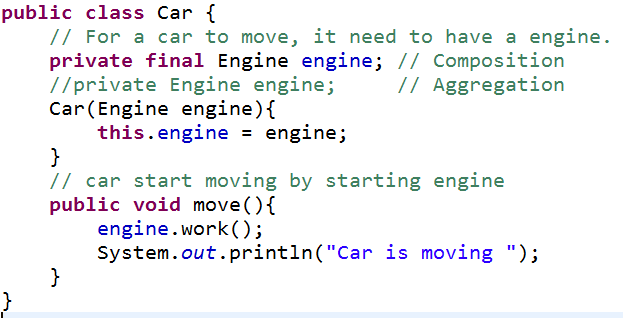 public class Car {
    // For a car to move, it need to have a engine.
    private final Engine engine; // Composition
    //private Engine engine;     // Aggregation
    Car(Engine engine){
        this.engine = engine;
    }
    // car start moving by starting engine
    public void move(){
        engine.work();
        System.out.println("Car is moving ");
    }
}